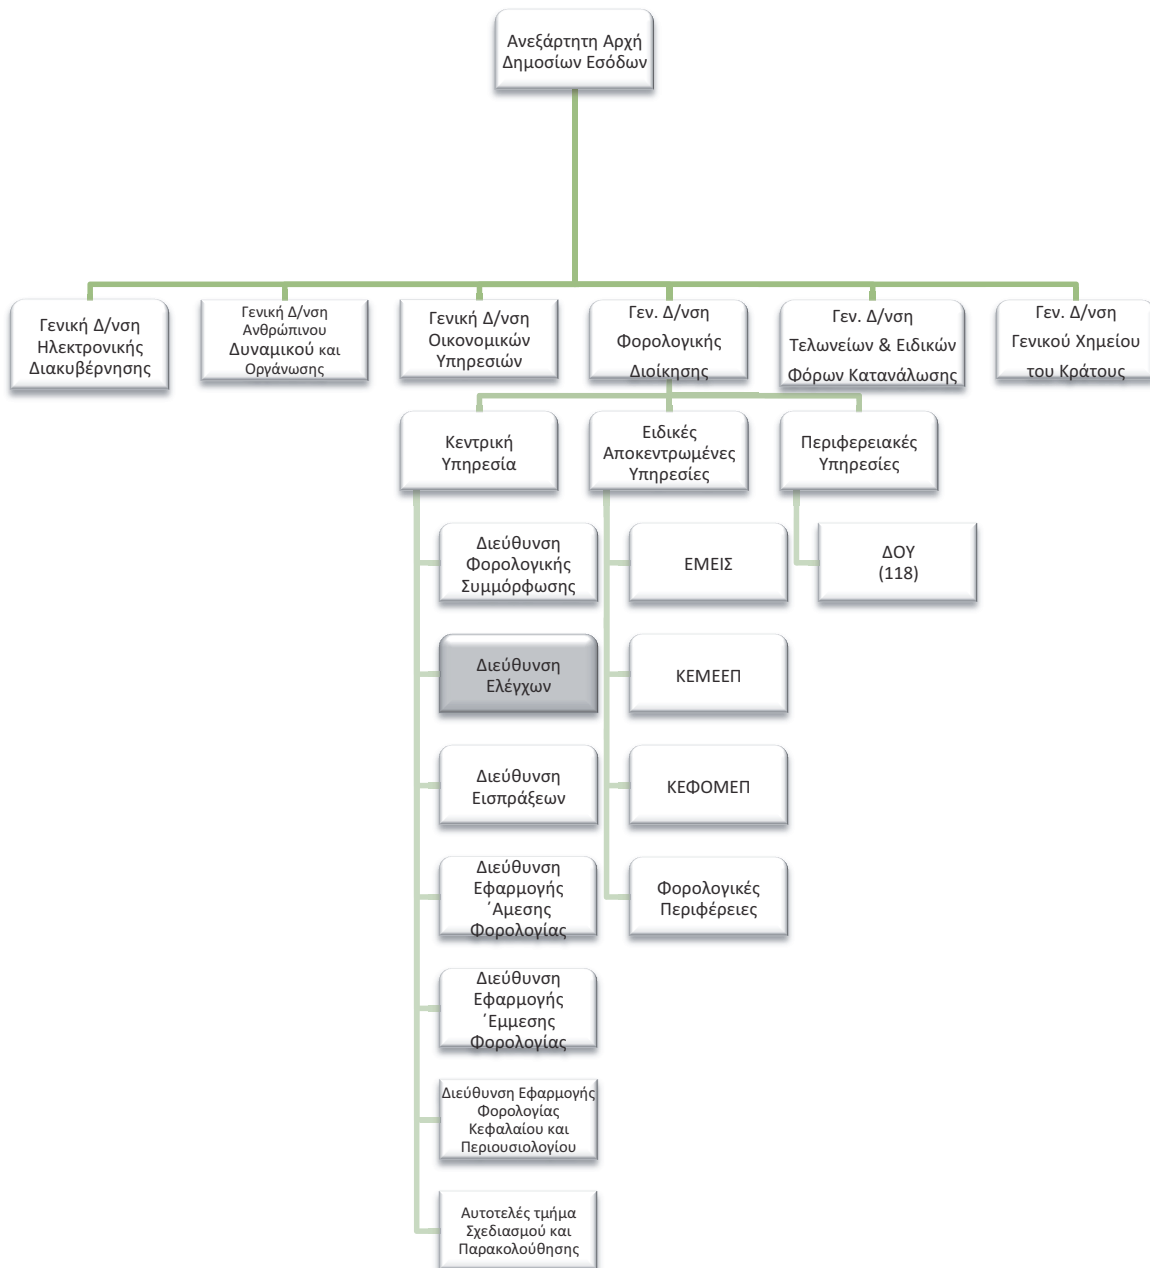 Ανεξάρτητη Αρχή
Δημοσίων Εσόδων
Γενική Δ/νση
Ηλεκτρονικής
Διακυβέρνησης
Γενική Δ/νση
Ανθρώπινου
Δυναμικού και
Οργάνωσης
Γενική Δ/νση
Οικονομικών
Υπηρεσιών
Γεν. Δ/νση
Φορολογικής
Διοίκησης
Γεν. Δ/νση
Τελωνείων & Ειδικών
Φόρων Κατανάλωσης
Γεν. Δ/νση
Γενικού Χημείου
του Κράτους
Κεντρική
Υπηρεσία
Ειδικές
Αποκεντρωμένες
Υπηρεσίες
Περιφερειακές
Υπηρεσίες
Διεύθυνση
Φορολογικής
Συμμόρφωσης
Διεύθυνση
Ελέγχων
Διεύθυνση
Εισπράξεων
Διεύθυνση
Εφαρμογής
΄Αμεσης
Φορολογίας
Διεύθυνση
Εφαρμογής
΄Εμμεσης
Φορολογίας
Διεύθυνση Εφαρμογής
Φορολογίας
Κεφαλαίου και
Περιουσιολογίου
Αυτοτελές τμήμα
Σχεδιασμού και
Παρακολούθησης
ΕΜΕΙΣ
ΚΕΜΕΕΠ
ΚΕΦΟΜΕΠ
Φορολογικές
Περιφέρειες
ΔΟΥ
(118)